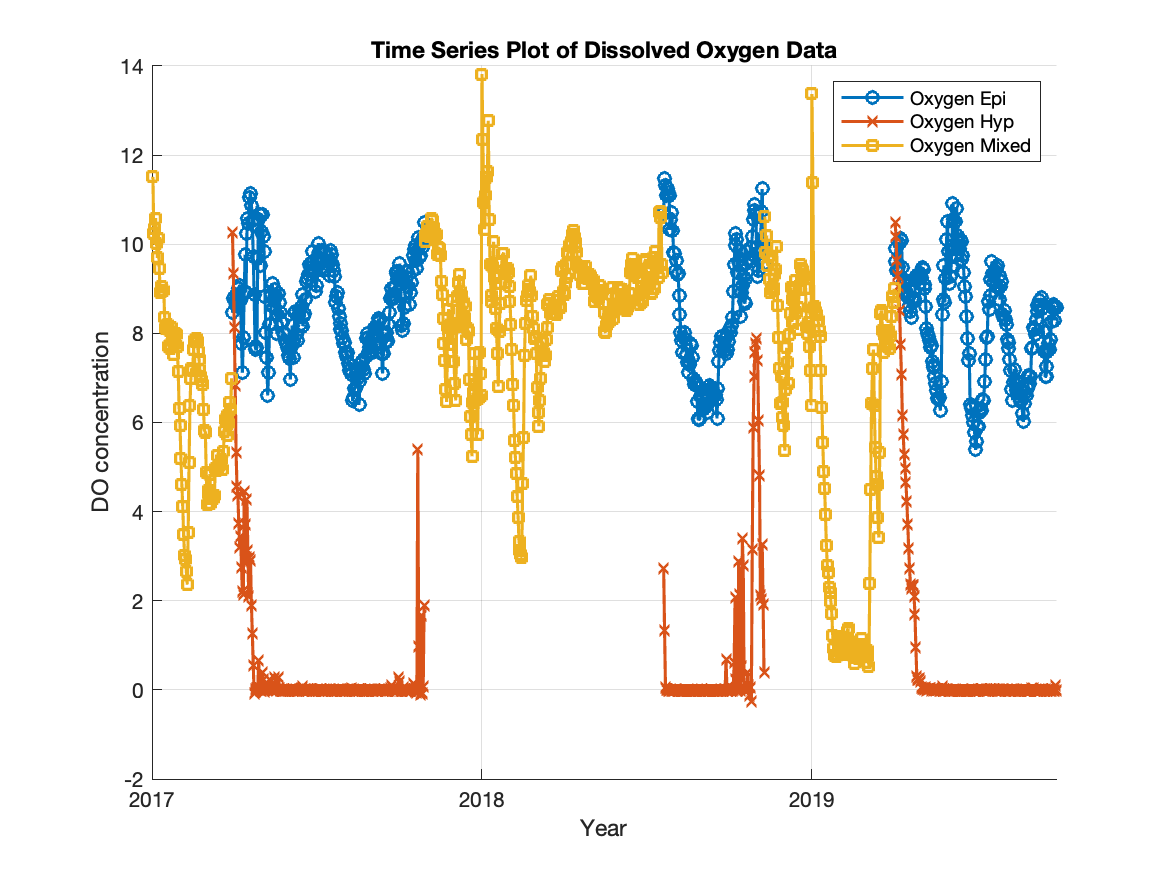 Time Series Plot of Dissolved Oxygen Data
14
12
10
8
6
4
2
0
-2
DO concentration
Oxygen Epi
Oxygen Hyp
Oxygen Mixed
2017
2018
2019
Year